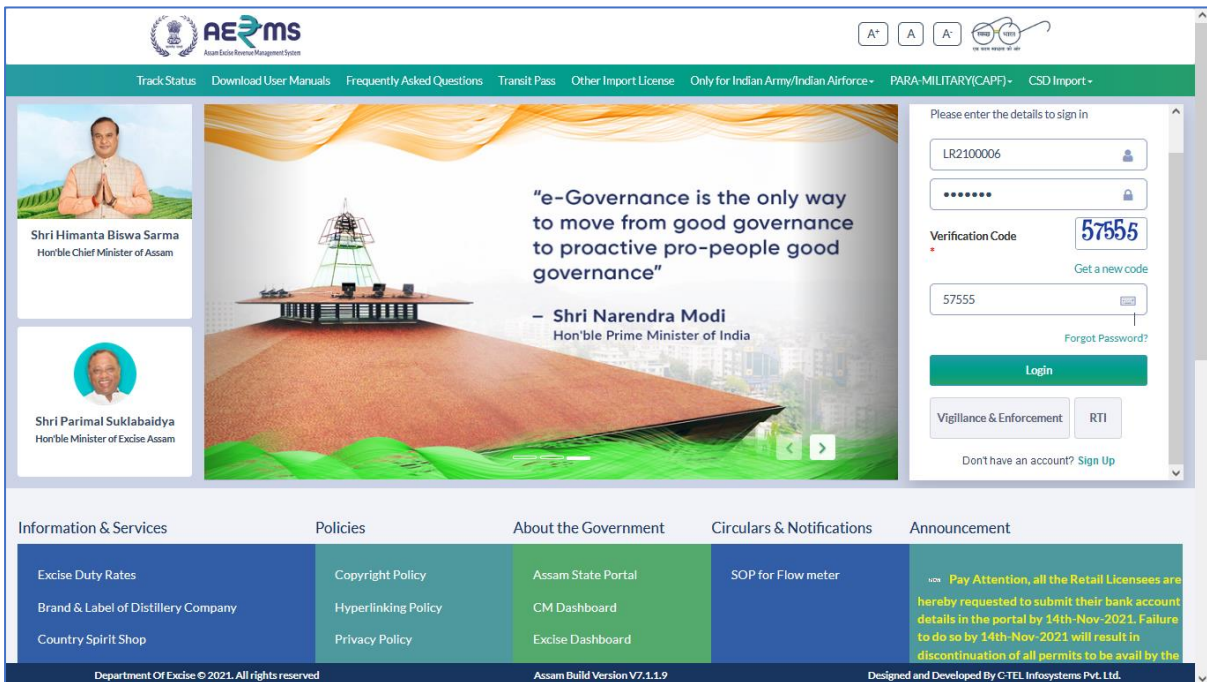 AERMS
Assam Excise Revenue Management System
A+
A
A-
स्वच्छ भारत
एक कदम स्वच्छता की ओर
Track Status
Download User Manuals
Frequently Asked Questions
Transit Pass
Other Import License
Only for Indian Army/Indian Airforce
PARA-MILITARY(CAPF)
CSD Import
Shri Himanta Biswa Sarma
Hon'ble Chief Minister of Assam
Shri Parimal Suklabaidya
Hon'ble Minister of Excise Assam
"e-Governance is the only way
to move from good governance
to proactive pro-people good
governance"
– Shri Narendra Modi
Hon'ble Prime Minister of India
Please enter the details to sign in
LR2100006
•••••••
Verification Code
57555
*
Get a new code
57555
Forgot Password?
Login
Vigillance & Enforcement
RTI
Don't have an account? Sign Up
Information & Services
Excise Duty Rates
Brand & Label of Distillery Company
Country Spirit Shop
Policies
Copyright Policy
Hyperlinking Policy
Privacy Policy
About the Government
Assam State Portal
CM Dashboard
Excise Dashboard
Circulars & Notifications
SOP for Flow meter
Announcement
NEW Pay Attention, all the Retail Licensees are
hereby requested to submit their bank account
details in the portal by 14th-Nov-2021. Failure
to do so by 14th-Nov-2021 will result in
discontinuation of all permits to be avail by the
Department Of Excise © 2021. All rights reserved
Assam Build Version V7.1.1.9
Designed and Developed By C-TEL Infosystems Pvt. Ltd.